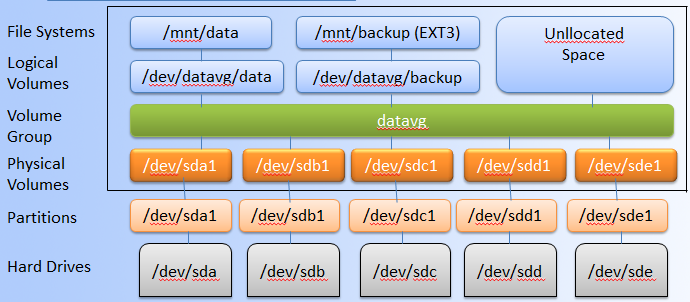 File Systems /mnt/data /mnt/backup (EXT3) Unllocated
Space
Logical
Volumes /dev/datavg/data /dev/datavg/backup
Volume
Group datavg
Physical
Volumes /dev/sda1 /dev/sdb1 /dev/sdc1 /dev/sdd1 /dev/sde1
Partitions /dev/sda1 /dev/sdb1 /dev/sdc1 /dev/sdd1 /dev/sde1
Hard Drives /dev/sda /dev/sdb /dev/sdc /dev/sdd /dev/sde